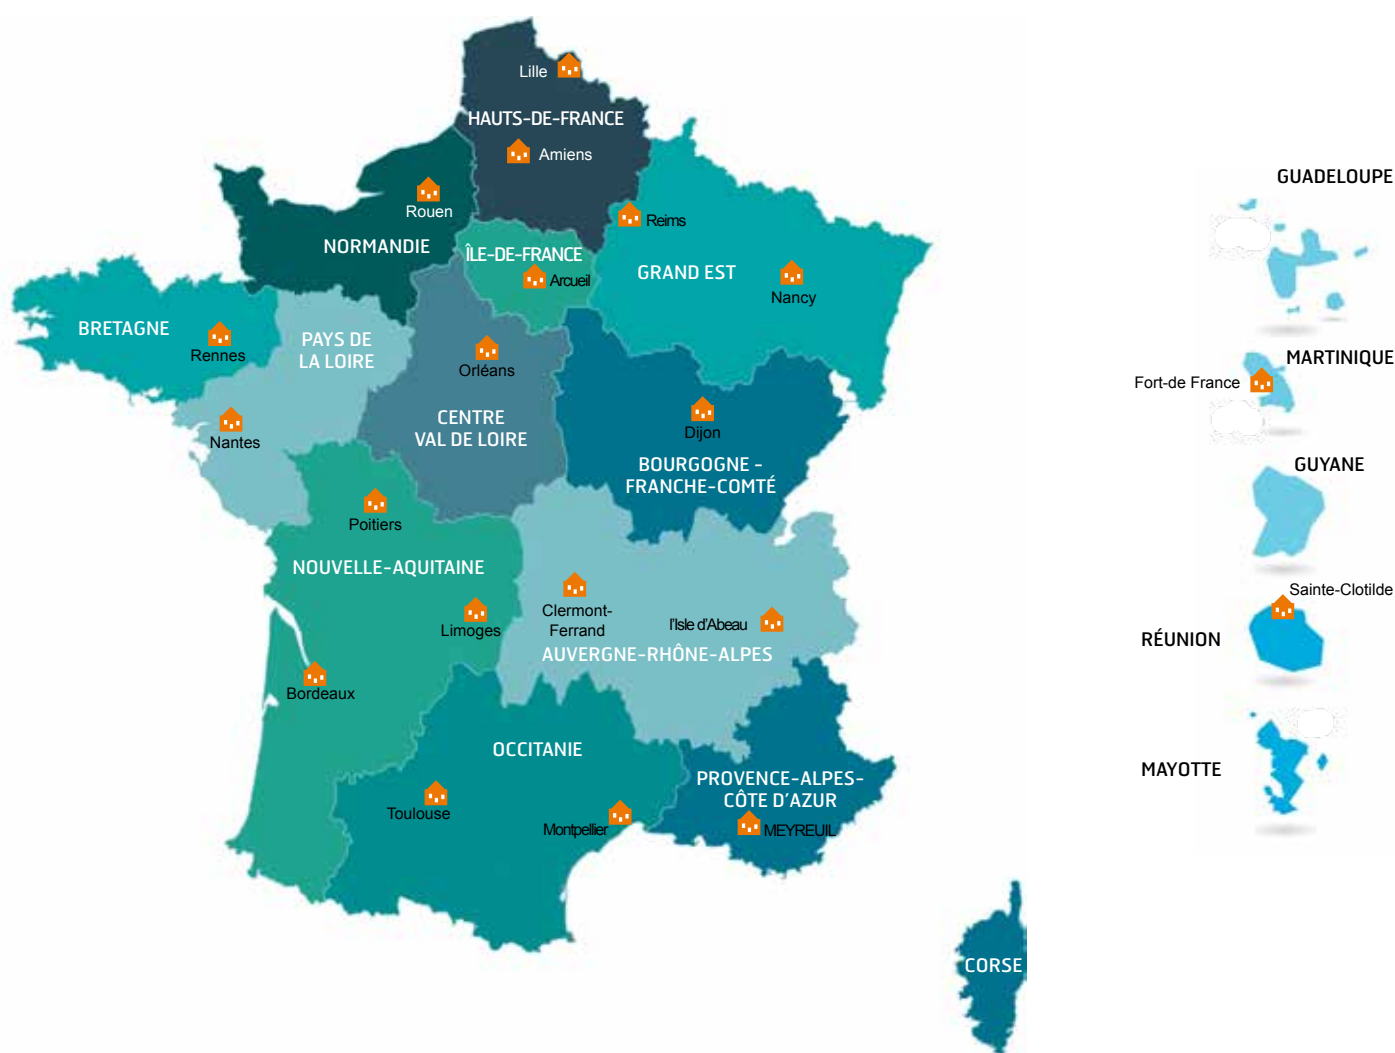 Lille
HAUTS-DE-FRANCE
Amiens
Rouen
NORMANDIE
Reims
ÎLE-DE-FRANCE
Arcueil
GRAND EST
Nancy
BRETAGNE
Rennes
PAYS DE
LA LOIRE
Orléans
Nantes
CENTRE
VAL DE LOIRE
Dijon
BOURGOGNE -
FRANCHE-COMTÉ
Poitiers
NOUVELLE-AQUITAINE
Limoges
Bordeaux
Clermont-
Ferrand
l'Isle d'Abeau
AUVERGNE-RHÔNE-ALPES
OCCITANIE
Toulouse
Montpellier
PROVENCE-ALPES-
CÔTE D'AZUR
MEYREUIL
CORSE
GUADELOUPE
MARTINIQUE
Fort-de France
GUYANE
Sainte-Clotilde
RÉUNION
MAYOTTE